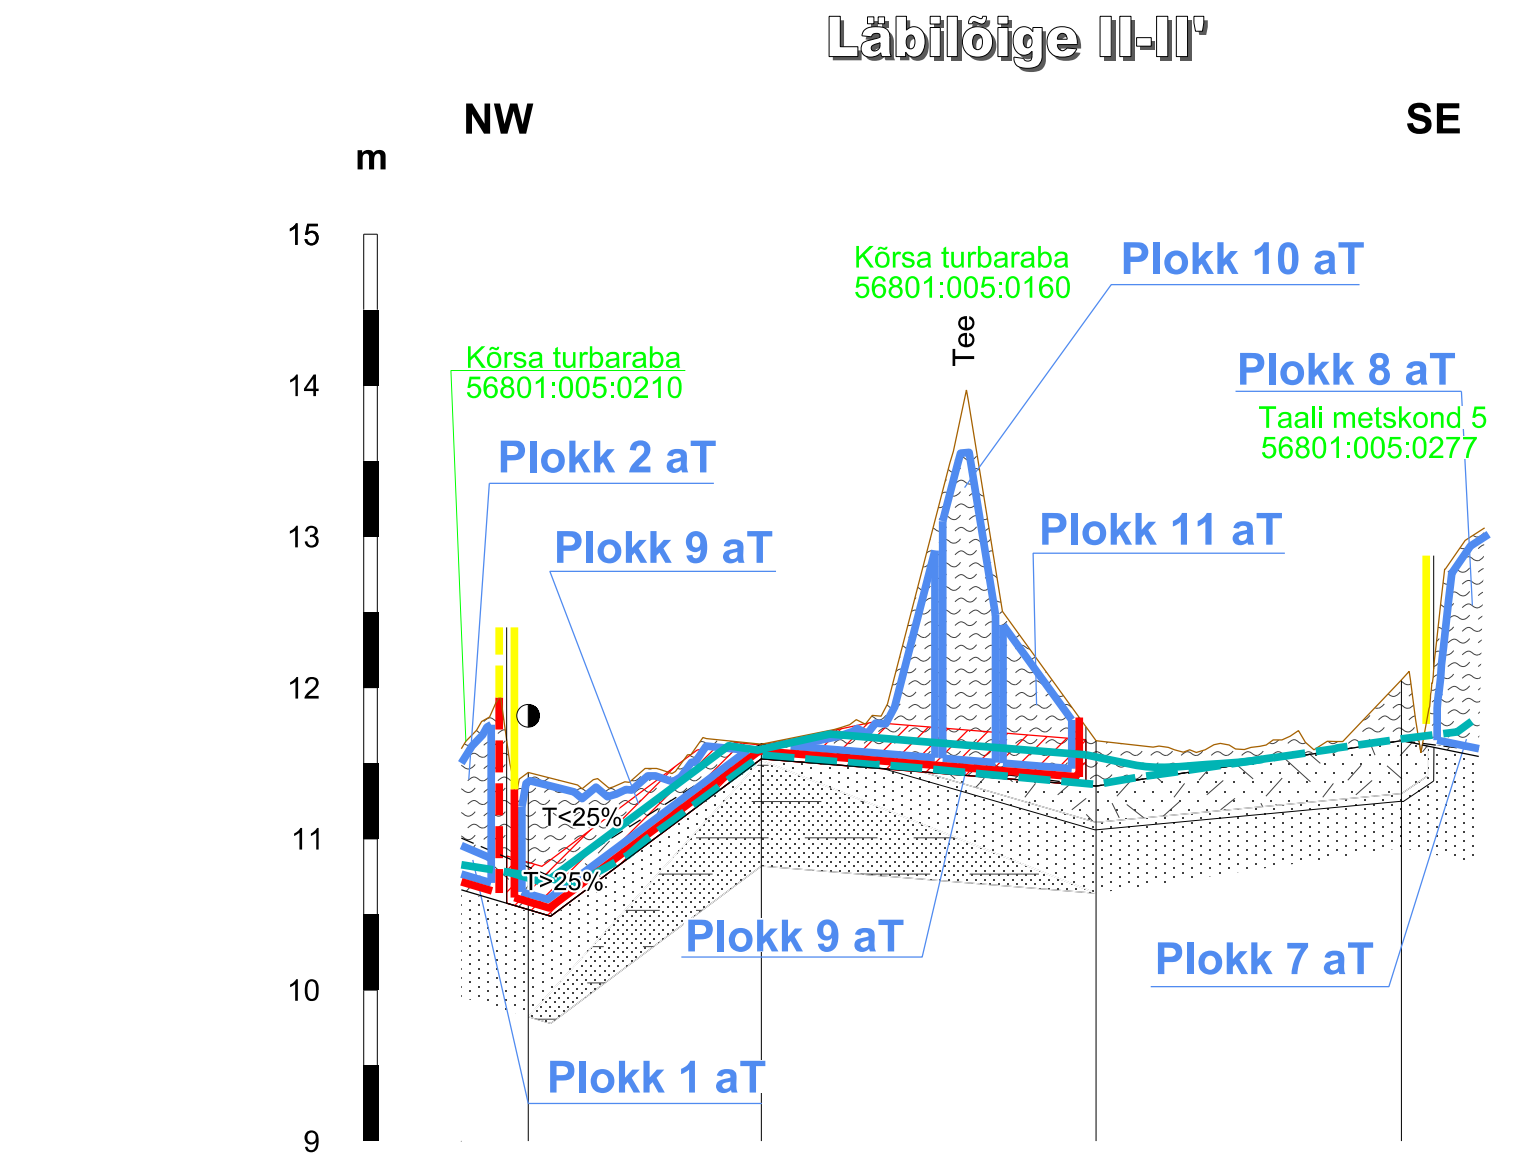 Läbilõige II-II'
NW
SE
m
15
14
13
12
11
10
9
Kõrsa turbaraba
56801:005:0160
Plokk 10 aT
Tee
Kõrsa turbaraba
56801:005:0210
Plokk 8 aT
Taali metskond 5
56801:005:0277
Plokk 2 aT
Plokk 9 aT
Plokk 11 aT
T<25%
T>25%
Plokk 9 aT
Plokk 7 aT
Plokk 1 aT